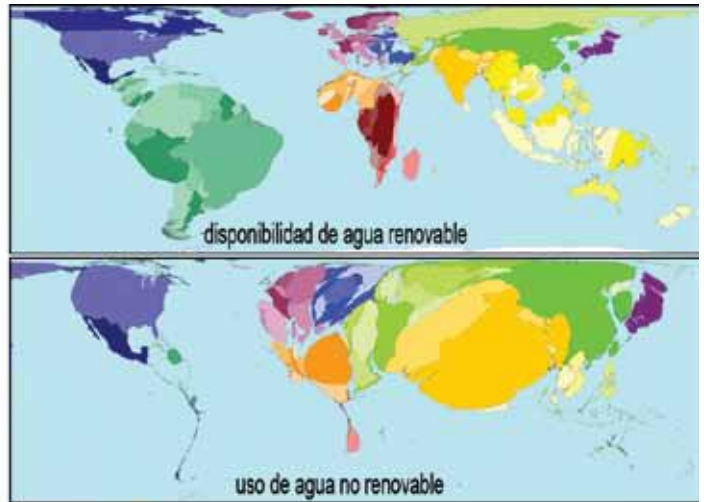 disponibilidad de agua renovable
uso de agua no renovable